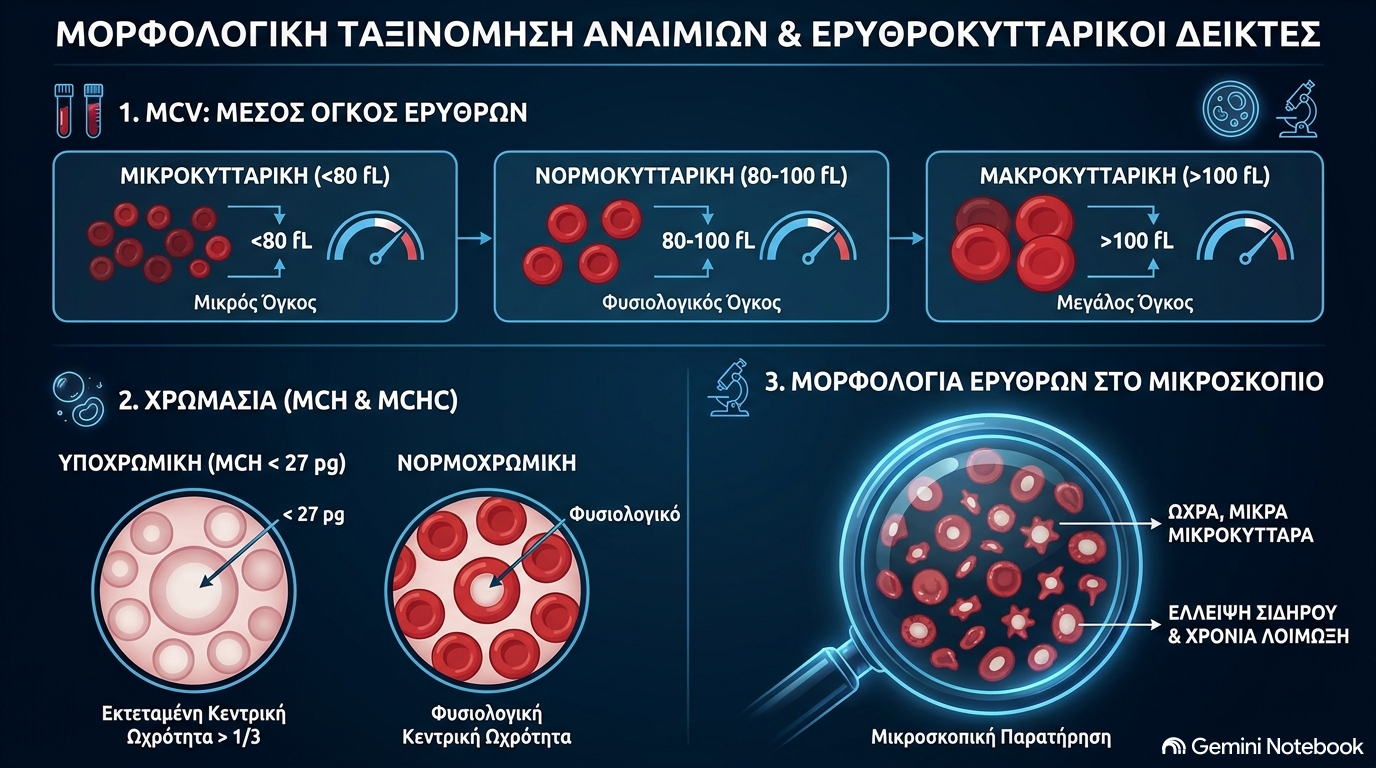 ΜΟΡΦΟΛΟΓΙΚΗ ΤΑΞΙΝΟΜΗΣΗ ΑΝΑΙΜΙΩΝ & ΕΡΥΘΡΟΚΥΤΤΑΡΙΚΟΙ ΔΕΙΚΤΕΣ
1. MCV: ΜΕΣΟΣ ΟΓΚΟΣ ΕΡΥΘΡΩΝ
ΜΙΚΡΟΚΥΤΤΑΡΙΚΗ (<80 fL)
<80 fL
Μικρός Όγκος
ΝΟΡΜΟΚΥΤΤΑΡΙΚΗ (80-100 fL)
80-100 fL
Φυσιολογικός Όγκος
ΜΑΚΡΟΚΥΤΤΑΡΙΚΗ (>100 fL)
>100 fL
Μεγάλος Όγκος
2. ΧΡΩΜΑΣΙΑ (MCH & MCHC)
ΥΠΟΧΡΩΜΙΚΗ (MCH < 27 pg)
< 27 pg
Εκτεταμένη Κεντρική
Ωχρότητα > 1/3
ΝΟΡΜΟΧΡΩΜΙΚΗ
Φυσιολογικό
Φυσιολογική
Κεντρική Ωχρότητα
3. ΜΟΡΦΟΛΟΓΙΑ ΕΡΥΘΡΩΝ ΣΤΟ ΜΙΚΡΟΣΚΟΠΙΟ
ΩΧΡΑ, ΜΙΚΡΑ
ΜΙΚΡΟΚΥΤΤΑΡΑ
ΕΛΛΕΙΨΗ ΣΙΔΗΡΟΥ
& ΧΡΟΝΙΑ ΛΟΙΜΩΞΗ
Μικροσκοπική Παρατήρηση
Gemini Notebook